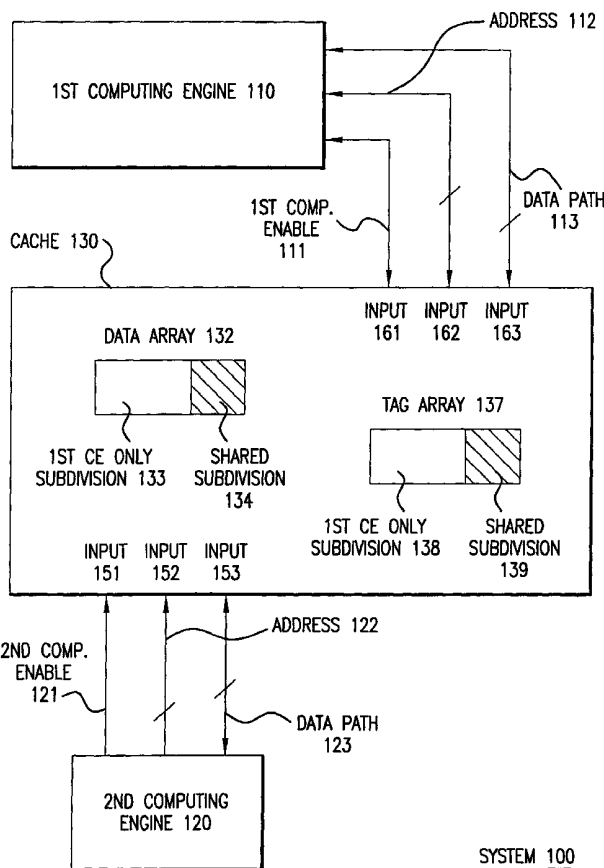 ADDRESS 112
1ST COMPUTING ENGINE 110
1ST COMP.
ENABLE
111
DATA PATH
113
CACHE 130
INPUT
161
INPUT
162
INPUT
163
DATA ARRAY 132
1ST CE ONLY
SUBDIVISION 133
SHARED
SUBDIVISION
134
TAG ARRAY 137
1ST CE ONLY
SUBDIVISION 138
SHARED
SUBDIVISION
139
INPUT
151
INPUT
152
INPUT
153
2ND COMP.
ENABLE
121
ADDRESS 122
DATA PATH
123
2ND COMPUTING
ENGINE 120
SYSTEM 100